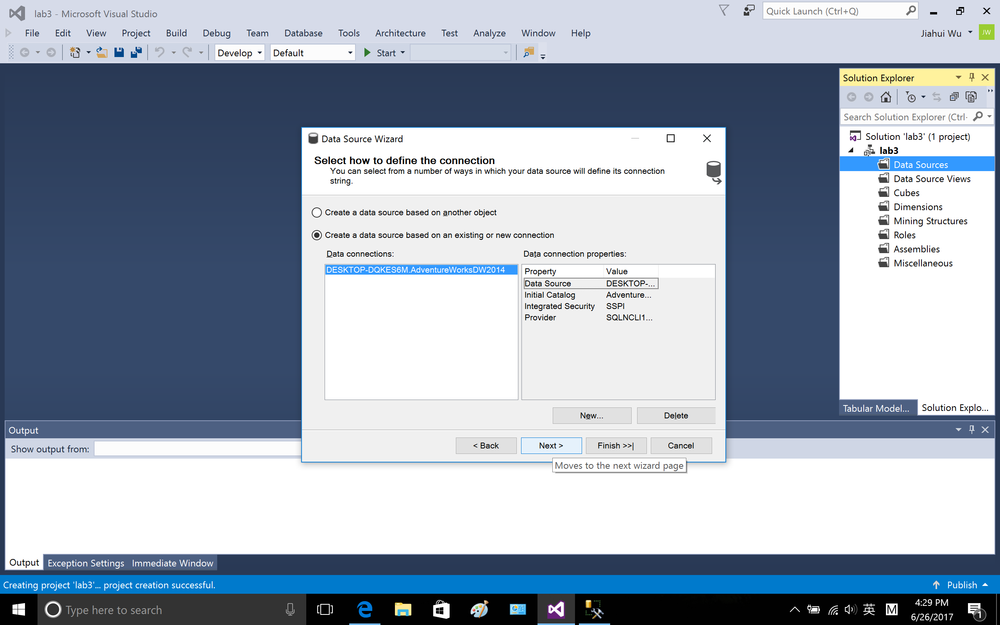 lab3 - Microsoft Visual Studio
Quick Launch (Ctrl+Q)
File Edit View Project Build Debug Team Database Tools Architecture Test Analyze Window Help
Jiahui Wu JW
Develop Default Start
Solution Explorer
Search Solution Explorer (Ctrl-
Solution 'lab3' (1 project)
lab3
Data Sources
Data Source Views
Cubes
Dimensions
Mining Structures
Roles
Assemblies
Miscellaneous
Tabular Model... Solution Explo...
Data Source Wizard
Select how to define the connection
You can select from a number of ways in which your data source will define its connection
string.
Create a data source based on another object
Create a data source based on an existing or new connection
Data connections: Data connection properties:
DESKTOP-DQKES6M.AdventureWorksDW2014
Property Value
Data Source DESKTOP-...
Initial Catalog Adventure...
Integrated Security SSPI
Provider SQLNCLI1...
New... Delete
< Back Next > Finish >>| Cancel
Moves to the next wizard page
Output
Show output from:
Output Exception Settings Immediate Window
Creating project 'lab3'... project creation successful.
Publish
Type here to search
英 M
4:29 PM
6/26/2017
1